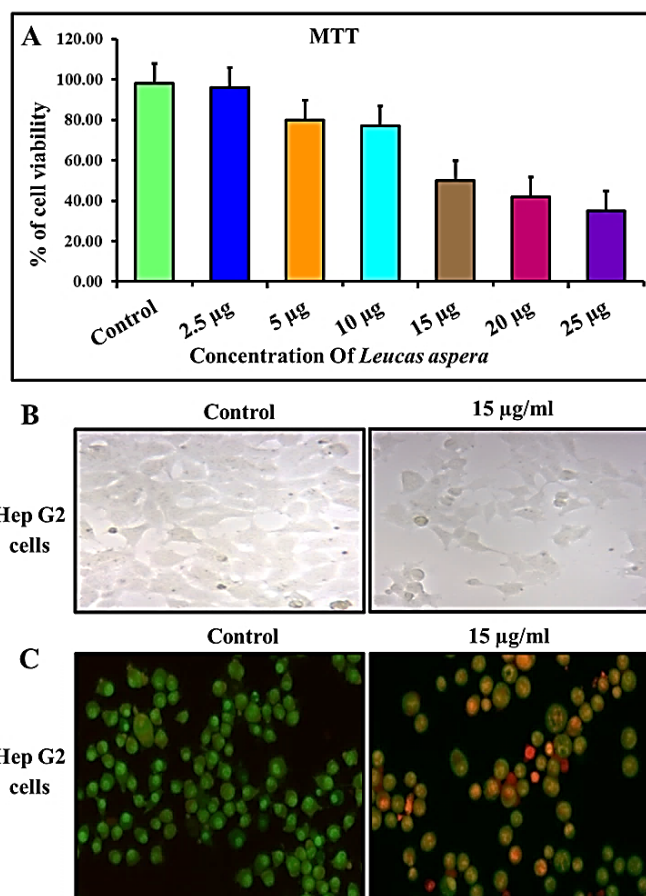 A
MTT
% of cell viability
120.00
100.00
80.00
60.00
40.00
20.00
0.00
Control
2.5 µg
5 µg
10 µg
15 µg
20 µg
25 µg
Concentration Of Leucas aspera
B
Control
15 µg/ml
Hep G2
cells
C
Control
15 µg/ml
Hep G2
cells